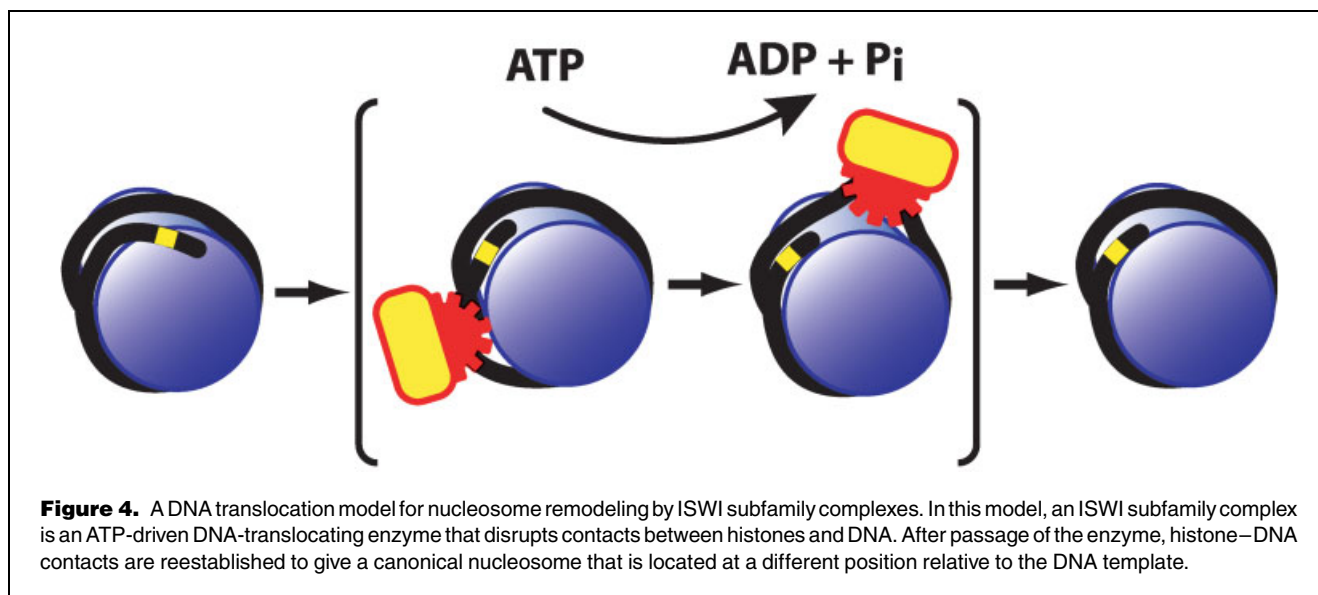 ATP ADP + Pi
Figure 4. A DNA translocation model for nucleosome remodeling by ISWI subfamily complexes. In this model, an ISWI subfamily complex
is an ATP-driven DNA-translocating enzyme that disrupts contacts between histones and DNA. After passage of the enzyme, histone–DNA
contacts are reestablished to give a canonical nucleosome that is located at a different position relative to the DNA template.